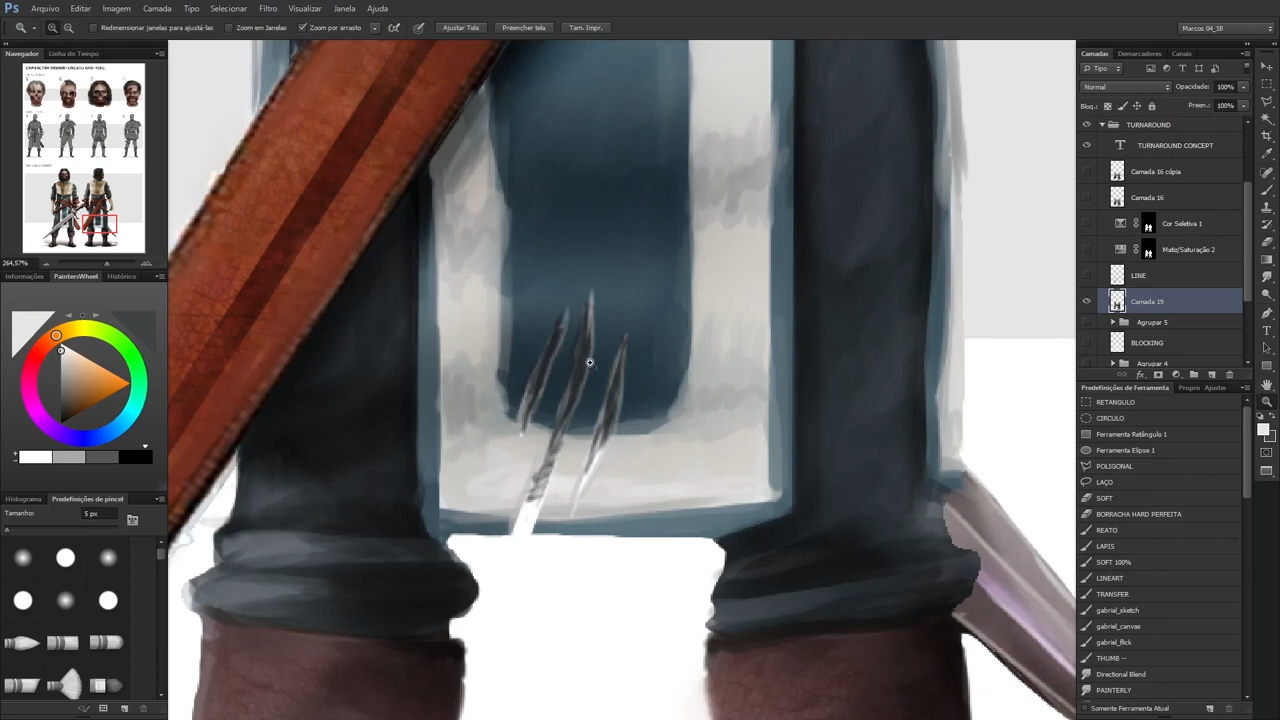 Ps Arquivo Editar Imagem Camada Tipo Selecionar Filtro Visualizar Janela Ajuda
Redimensionar janelas para ajustá-las Zoom em Janelas Zoom por arrasto Ajustar Tela Preencher tela Tam. Impr. Marcos 04_18
Navegador Linha do Tempo
264,57%
Informações PaintersWheel Histórico
Histograma Predefinições de pincel
Tamanho: 5 px
Camadas Demarcadores Canais
Tipo
Normal Opacidade: 100%
Bloq.: Preen.: 100%
TURNAROUND
T TURNAROUND CONCEPT
Camada 16 cópia
Camada 16
Cor Seletiva 1
Matiz/Saturação 2
LINE
Camada 19
Agrupar 5
BLOCKING
Agrupar 4
Predefinições de Ferramenta Propri Ajustes
RETANGULO
CIRCULO
Ferramenta Retângulo 1
Ferramenta Elipse 1
POLIGONAL
LAÇO
SOFT
BORRACHA HARD PERFEITA
REATO
LAPIS
SOFT 100%
LINEART
TRANSFER
gabrial_sketch
gabriel_canvas
gabriel_flick
THUMB --
Directional Blend
PAINTERLY
Somente Ferramenta Atual